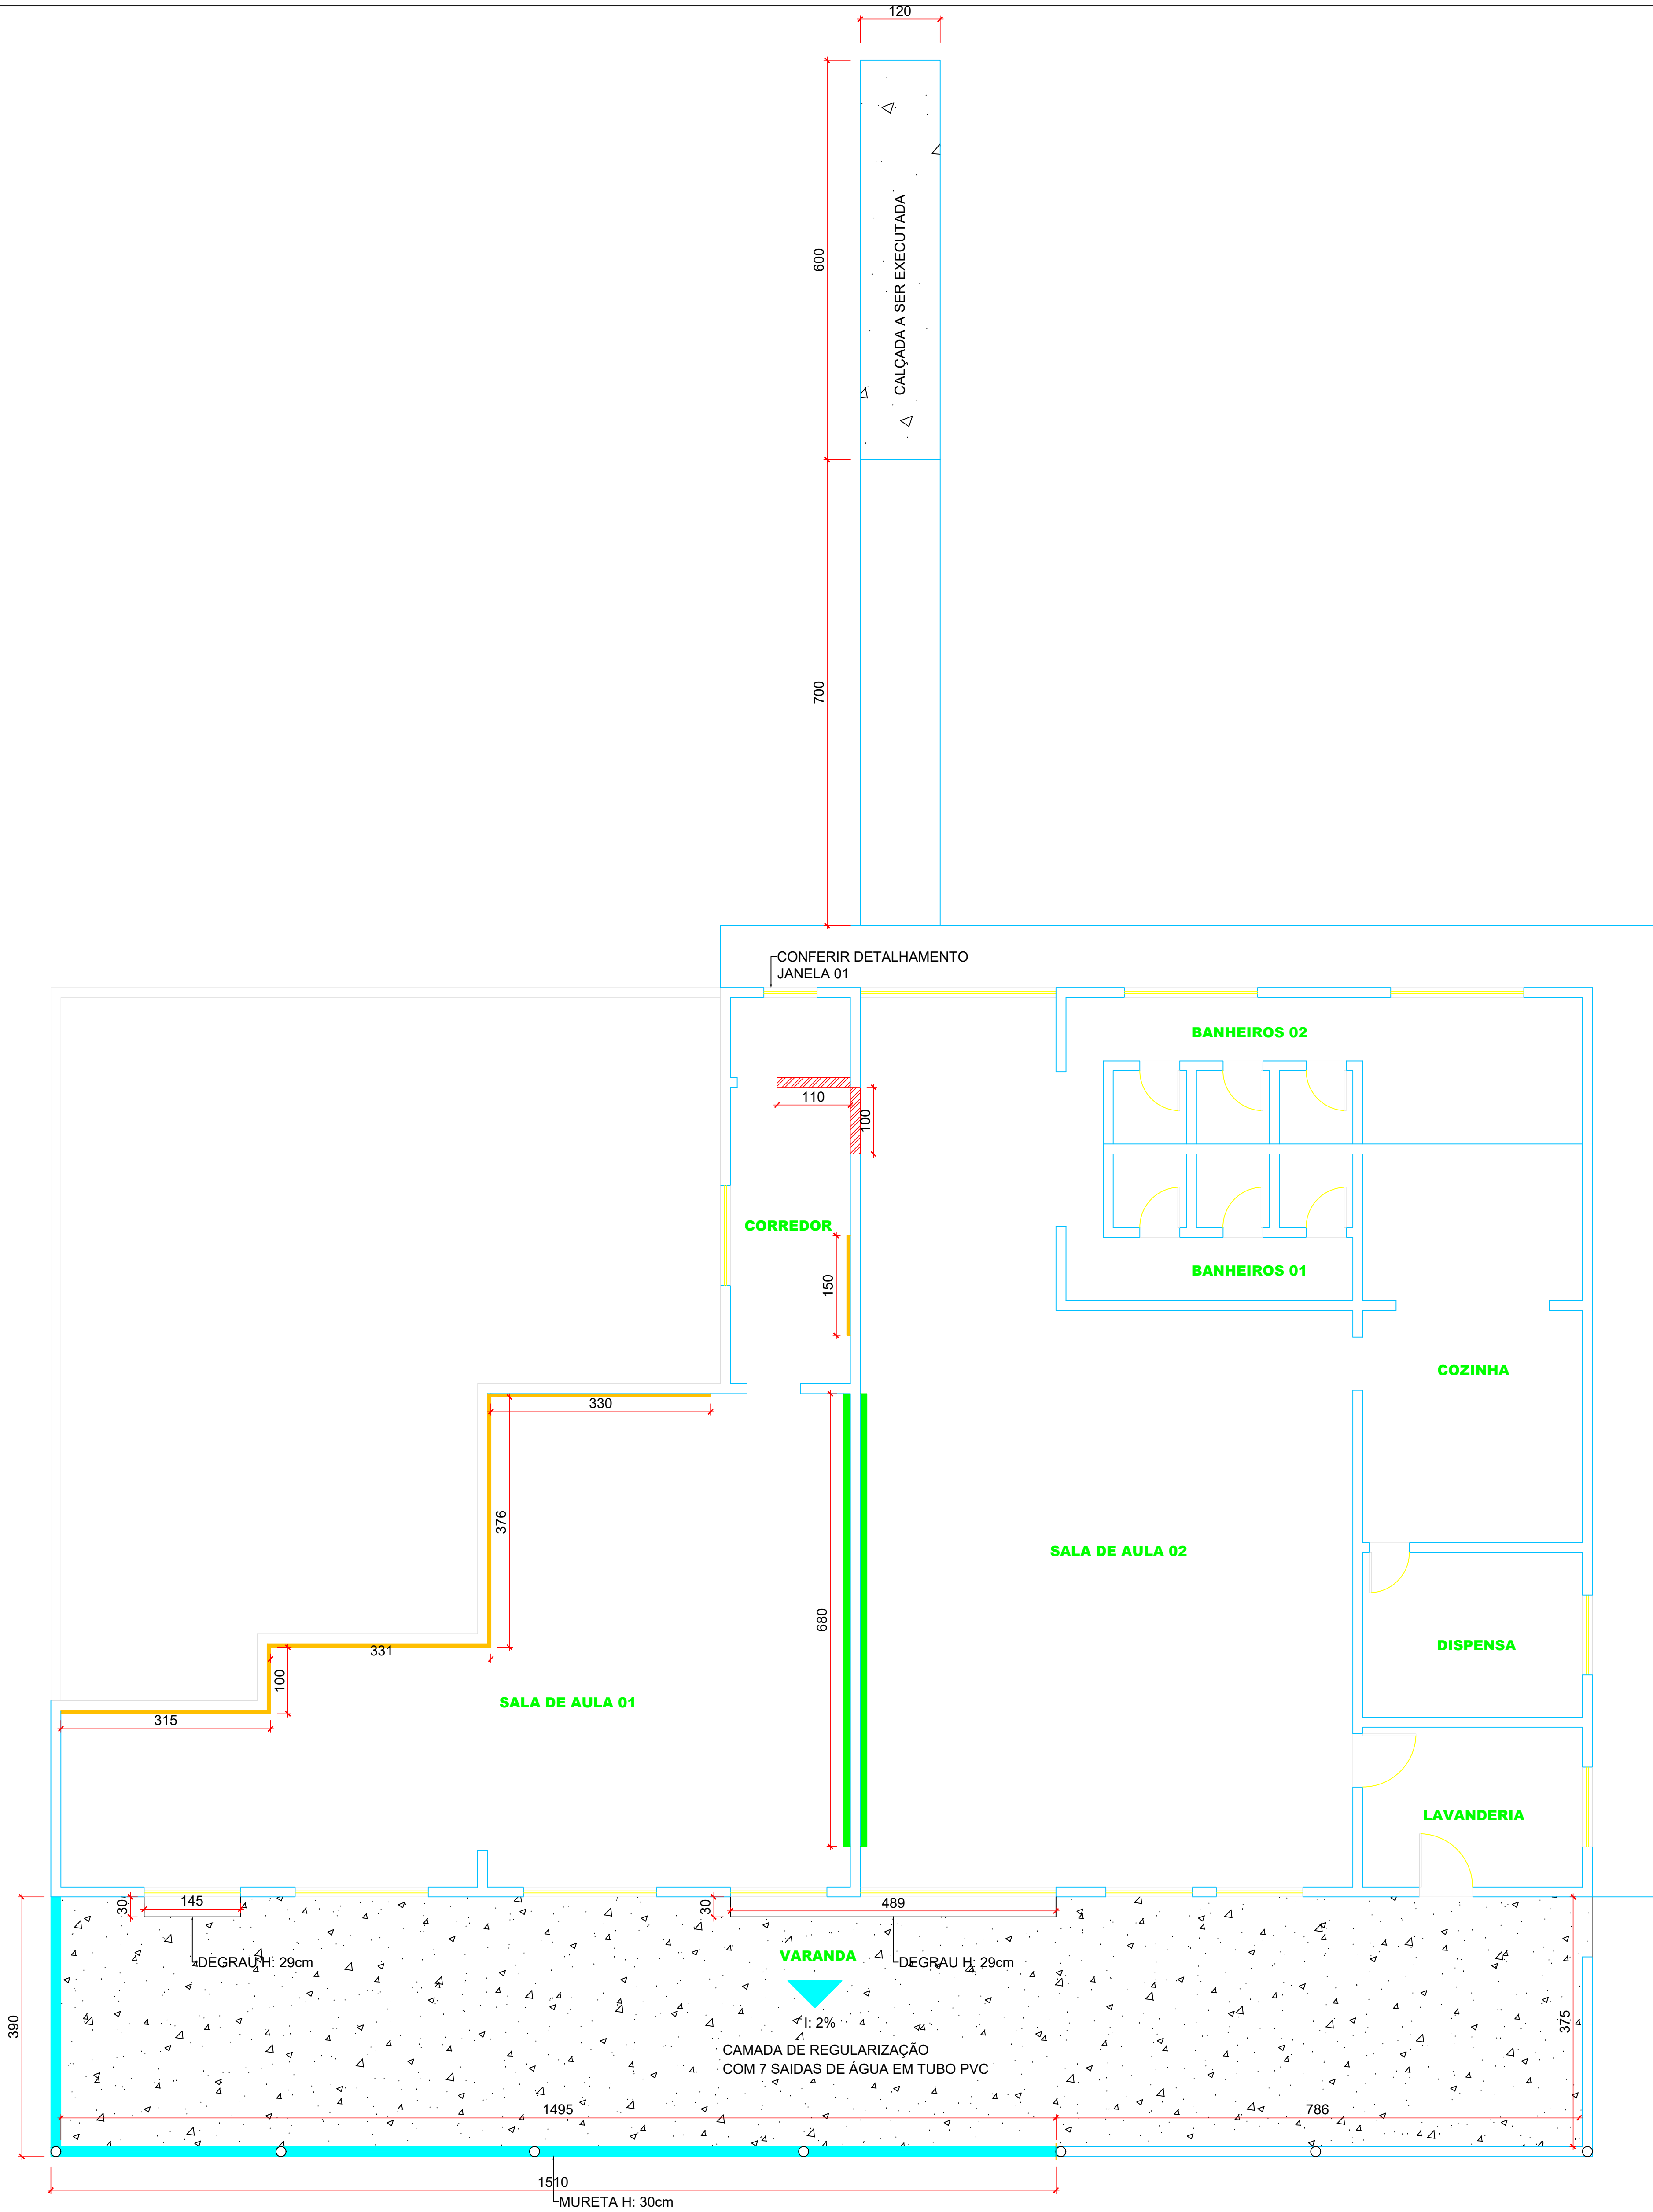 120
600
CALÇADA A SER EXECUTADA
700
CONFERIR DETALHAMENTO
JANELA 01
BANHEIROS 02
110
100
CORREDOR
150
BANHEIROS 01
COZINHA
330
376
SALA DE AULA 02
680
331
100
315
SALA DE AULA 01
DISPENSA
LAVANDERIA
30
145
30
489
DEGRAU H: 29cm
VARANDA
DEGRAU H: 29cm
390
I: 2%
375
CAMADA DE REGULARIZAÇÃO
COM 7 SAIDAS DE ÁGUA EM TUBO PVC
1495
786
1510
MURETA H: 30cm